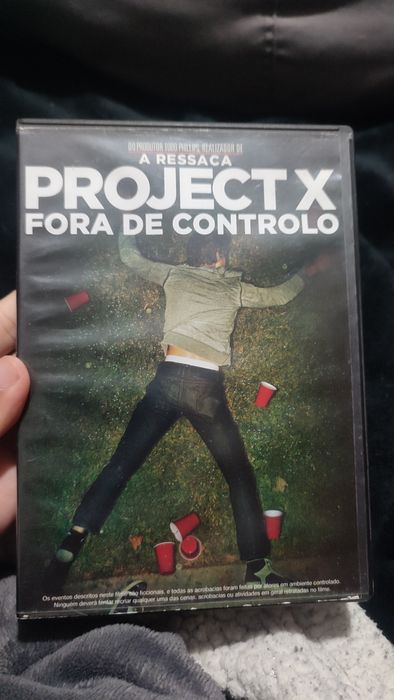 DO PRODUTOR TODD PHILLIPS, REALIZADOR DE
A RESSACA
PROJECT X
FORA DE CONTROLO
Os eventos descritos neste filme são ficcionais, e todas as acrobacias foram feitas por atores em ambiente controlado.
Ninguém deverá tentar recriar qualquer uma das cenas, acrobacias ou atividades em geral retratadas no filme.